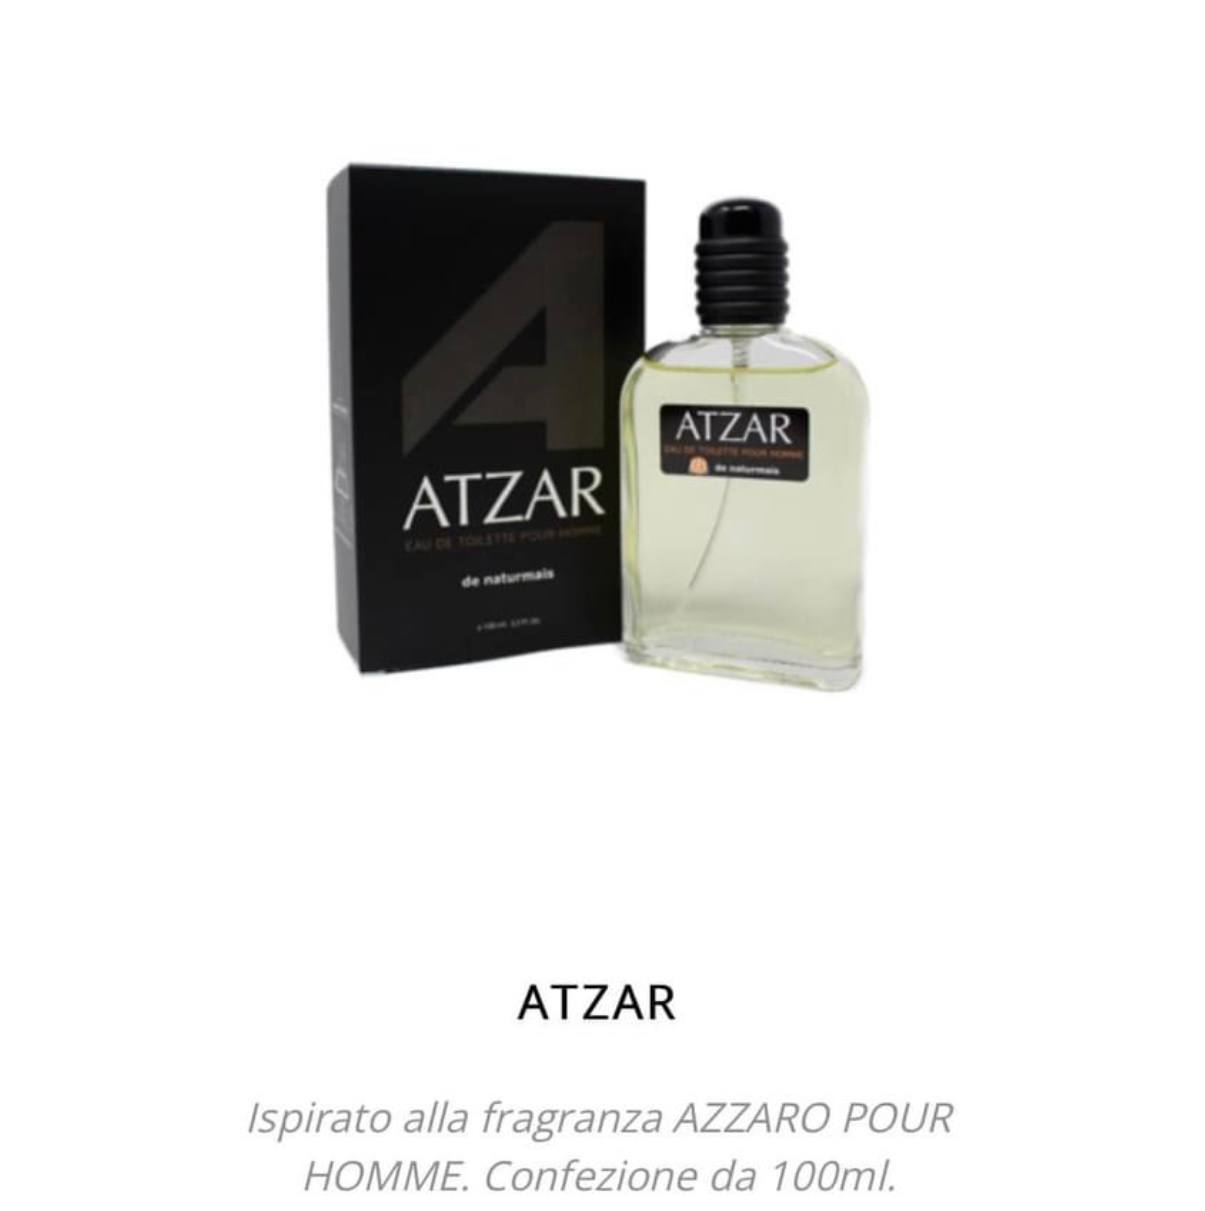 A
ATZAR
EAU DE TOILETTE POUR HOMME
de naturmais
ATZAR
EAU DE TOILETTE POUR HOMME
de naturmais
ATZAR
Ispirato alla fragranza AZZARO POUR
HOMME. Confezione da 100ml.